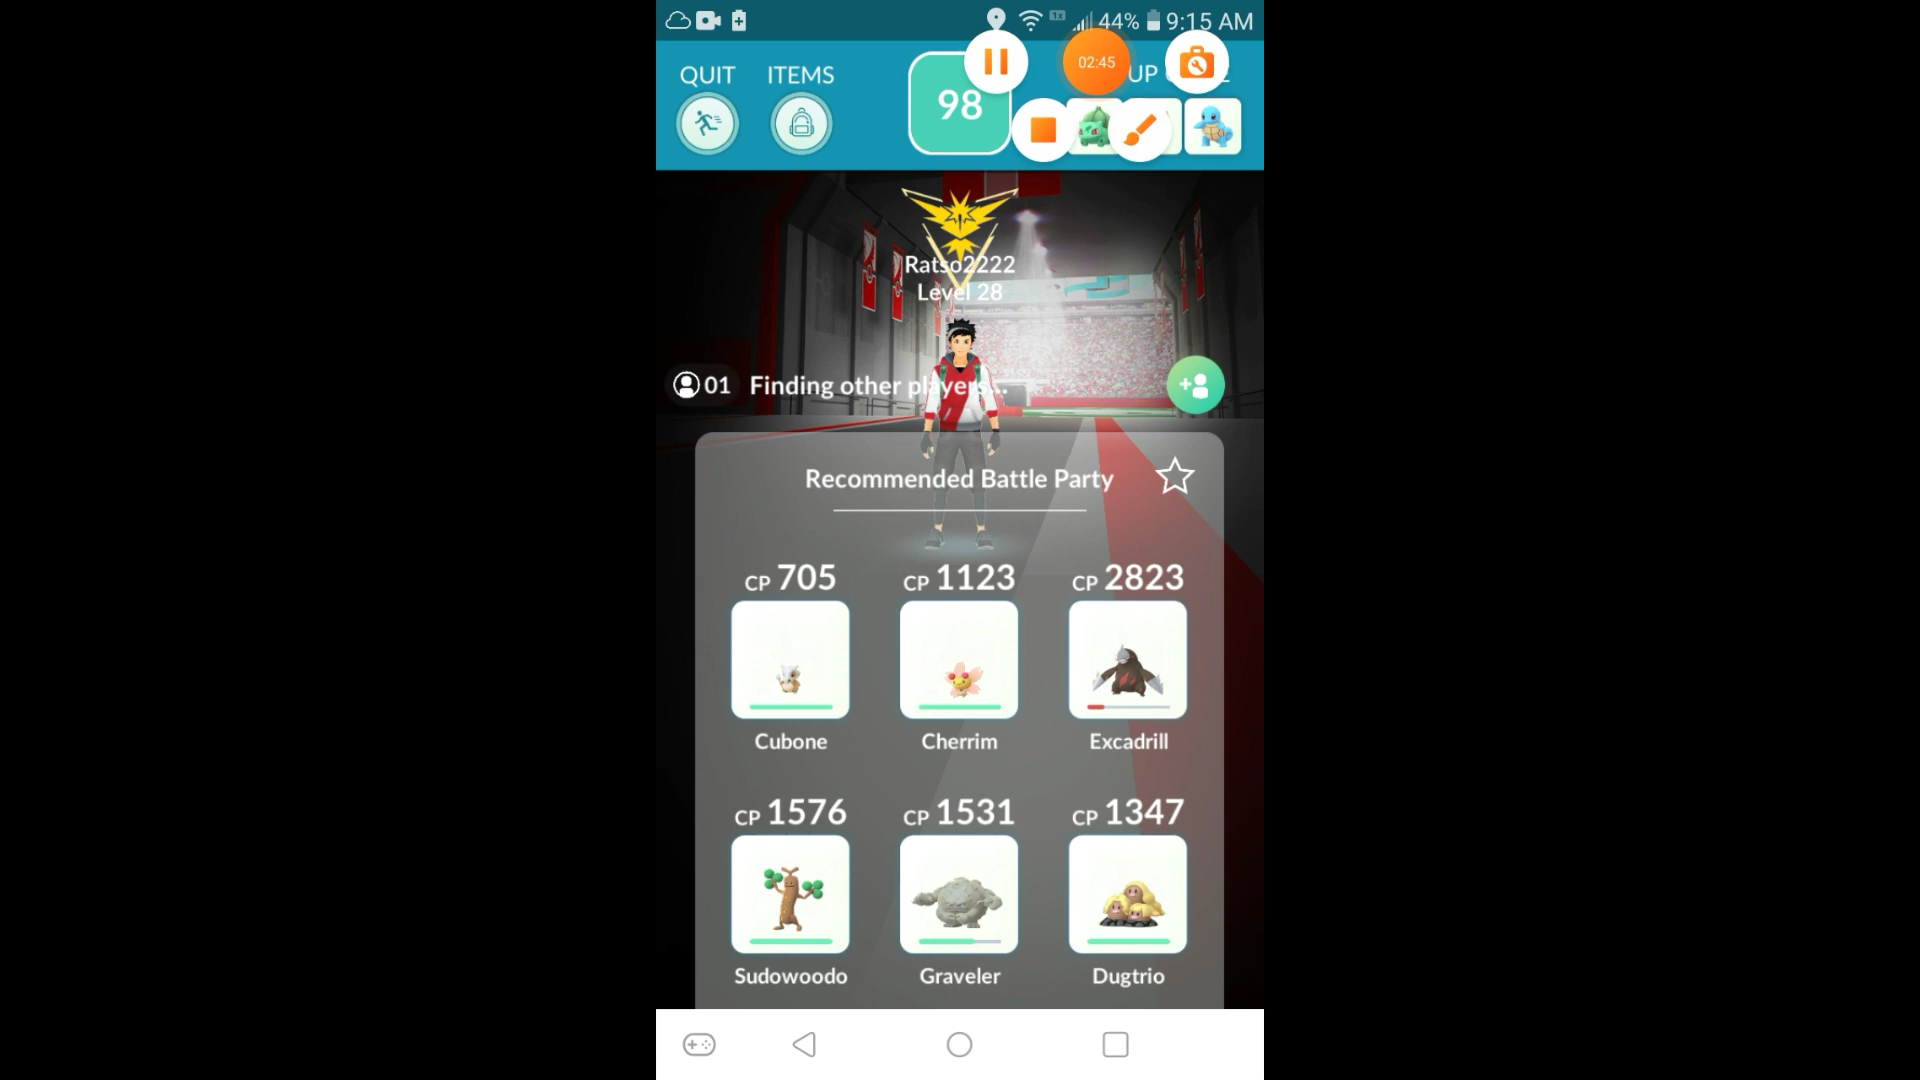 44% 9:15 AM
QUIT ITEMS
98
02:45
UP
Ratso2222
Level 28
01 Finding other players...
Recommended Battle Party
CP 705 CP 1123 CP 2823
Cubone Cherrim Excadrill
CP 1576 CP 1531 CP 1347
Sudowoodo Graveler Dugtrio